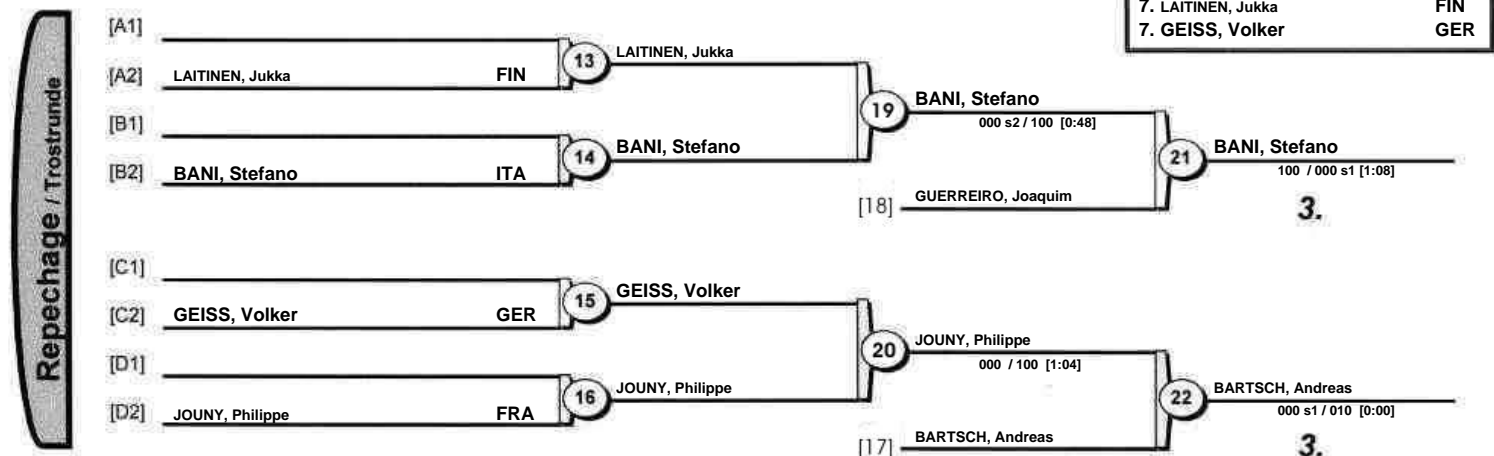 7. LAITINEN, Jukka FIN
7. GEISS, Volker GER
Repechage / Trostrunde
[A1]
[A2] LAITINEN, Jukka FIN
13 LAITINEN, Jukka
[B1]
[B2] BANI, Stefano ITA
14 BANI, Stefano
19 BANI, Stefano
000 s2 / 100 [0:48]
[18] GUERREIRO, Joaquim
21 BANI, Stefano
100 / 000 s1 [1:08]
3.
[C1]
[C2] GEISS, Volker GER
15 GEISS, Volker
[D1]
[D2] JOUNY, Philippe FRA
16 JOUNY, Philippe
20 JOUNY, Philippe
000 / 100 [1:04]
[17] BARTSCH, Andreas
22 BARTSCH, Andreas
000 s1 / 010 [0:00]
3.